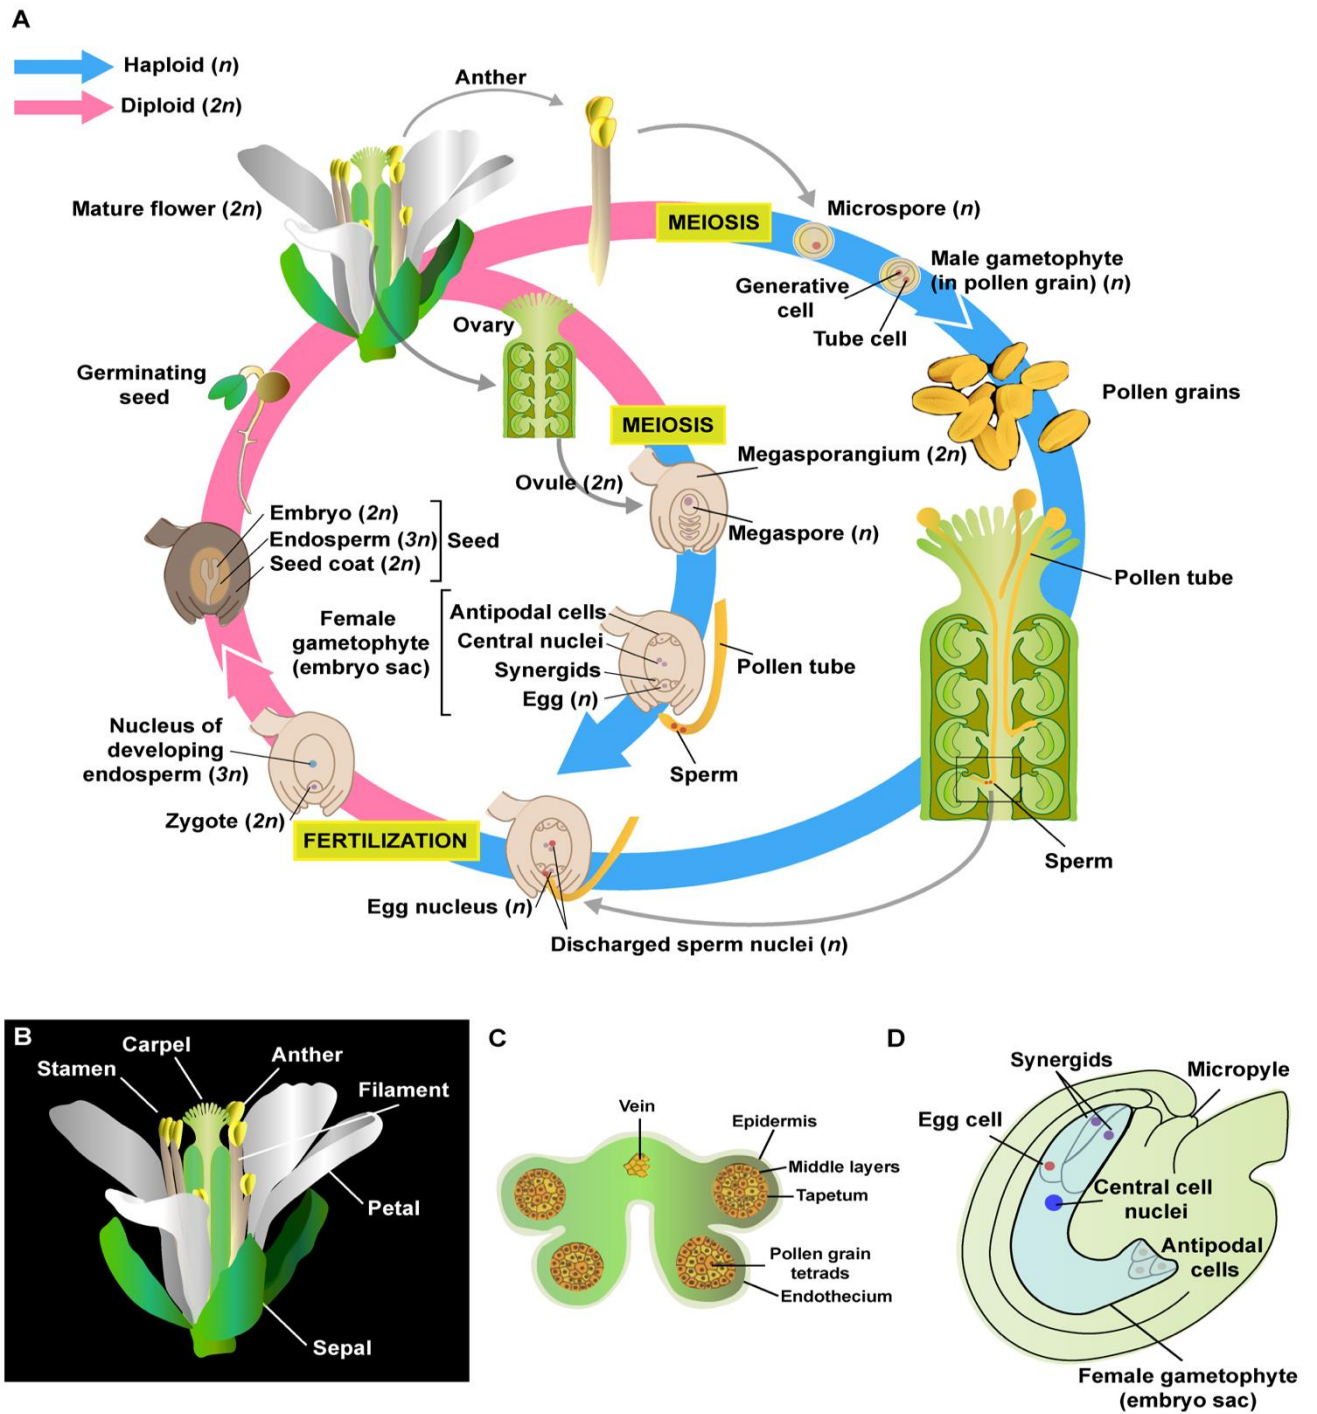 A
Haploid (n)
Diploid (2n)
Anther
Mature flower (2n)
MEIOSIS
Microspore (n)
Male gametophyte
(in pollen grain) (n)
Generative
cell
Tube cell
Ovary
Germinating
seed
Pollen grains
MEIOSIS
Megasporangium (2n)
Ovule (2n)
Megaspore (n)
Embryo (2n)
Endosperm (3n)
Seed coat (2n)
Seed
Pollen tube
Female
gametophyte
(embryo sac)
Antipodal cells
Central nuclei
Synergids
Egg (n)
Pollen tube
Sperm
Nucleus of
developing
endosperm (3n)
Zygote (2n)
FERTILIZATION
Sperm
Egg nucleus (n)
Discharged sperm nuclei (n)
B
Carpel
Stamen
Anther
Filament
Petal
Sepal
C
Vein
Epidermis
Middle layers
Tapetum
Pollen grain
tetrads
Endothecium
D
Synergids
Micropyle
Egg cell
Central cell
nuclei
Antipodal
cells
Female gametophyte
(embryo sac)